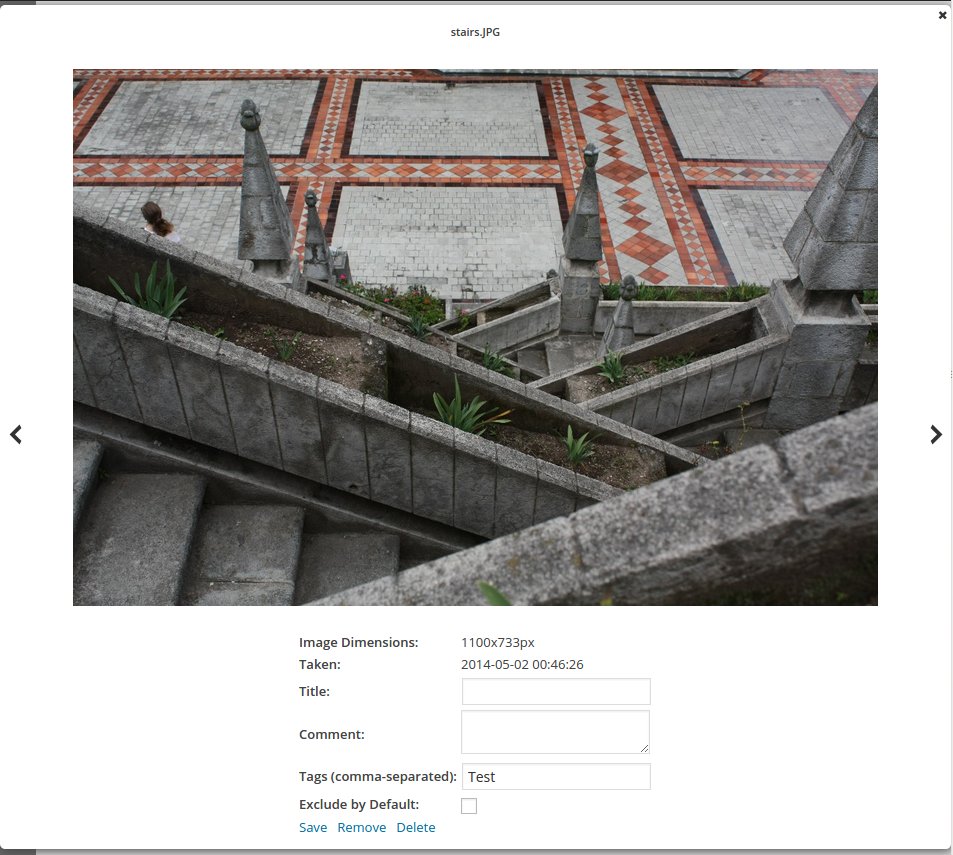 stairs.JPG
Image Dimensions: 1100x733px
Taken: 2014-05-02 00:46:26
Title:
Comment:
Tags (comma-separated): Test
Exclude by Default:
Save Remove Delete